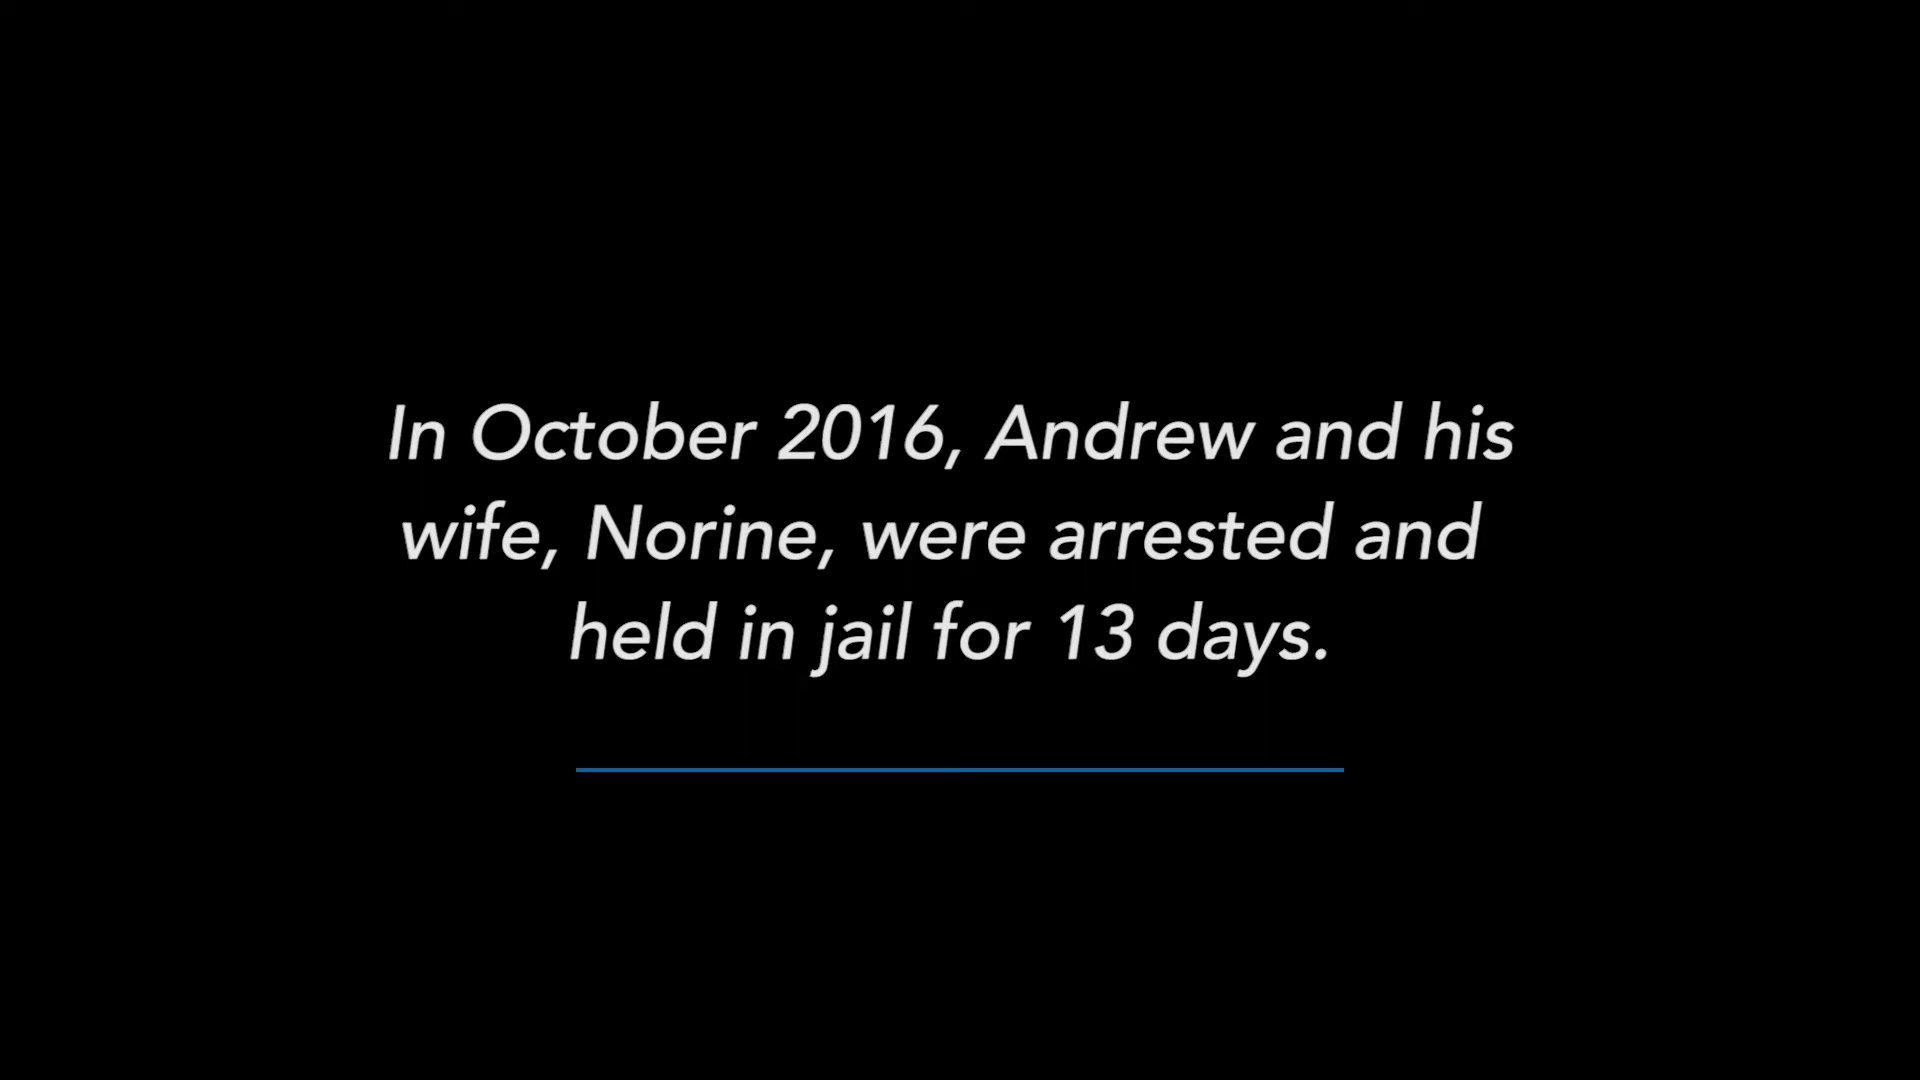 In October 2016, Andrew and his
wife, Norine, were arrested and
held in jail for 13 days.